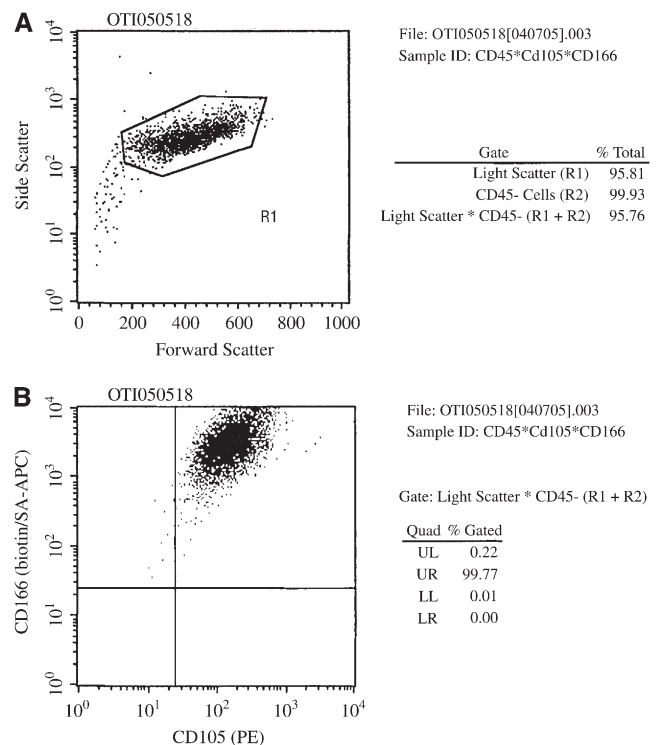 A
OTI050518
Side Scatter
10^4
10^3
10^2
10^1
10^0
R1
0 200 400 600 800 1000
Forward Scatter
File: OTI050518[040705].003
Sample ID: CD45*Cd105*CD166
Gate % Total
Light Scatter (R1) 95.81
CD45- Cells (R2) 99.93
Light Scatter * CD45- (R1 + R2) 95.76
B
OTI050518
CD166 (biotin/SA-APC)
10^4
10^3
10^2
10^1
10^0
10^0 10^1 10^2 10^3 10^4
CD105 (PE)
File: OTI050518[040705].003
Sample ID: CD45*Cd105*CD166
Gate: Light Scatter * CD45- (R1 + R2)
Quad % Gated
UL 0.22
UR 99.77
LL 0.01
LR 0.00